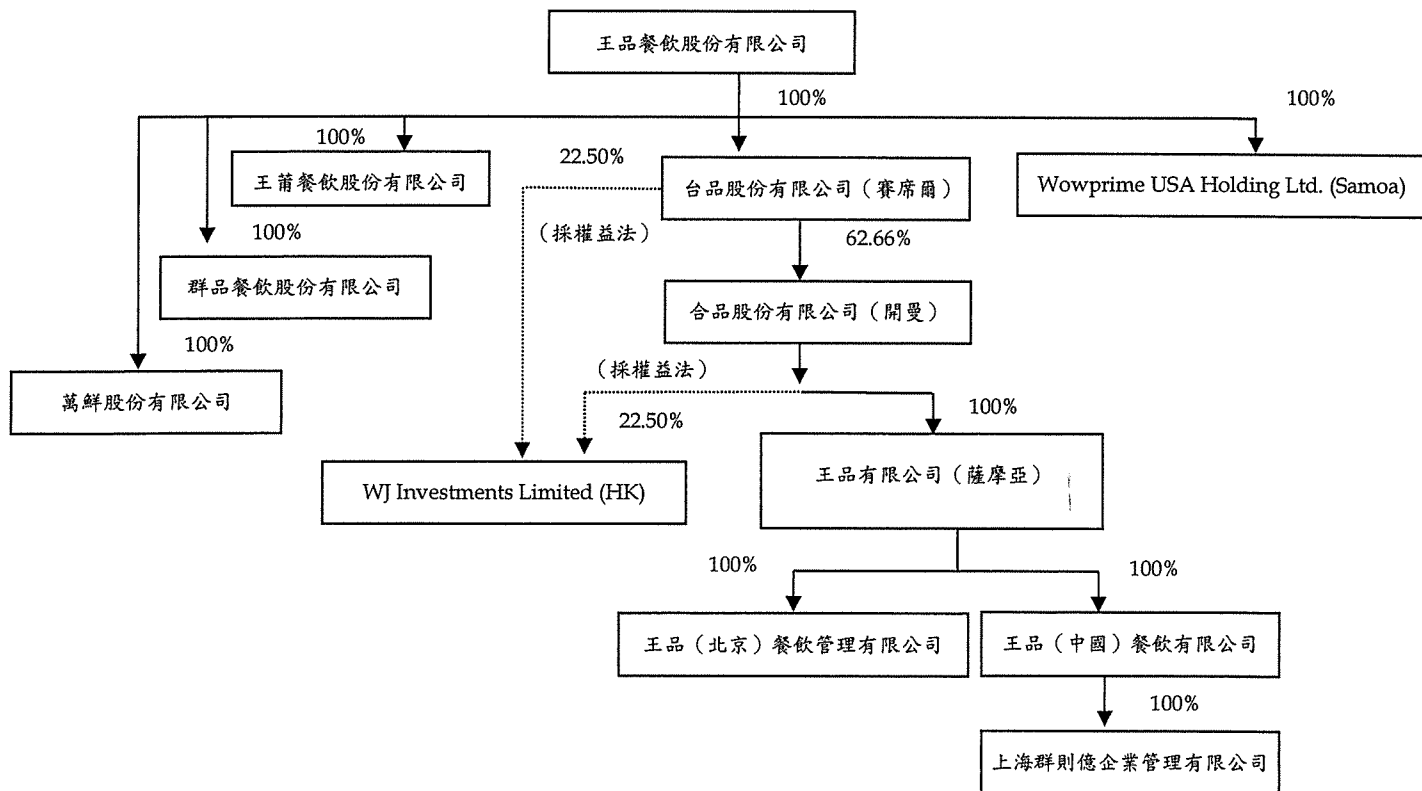 王品餐飲股份有限公司
100%
100%
100%
王莆餐飲股份有限公司
22.50%
台品股份有限公司（賽席爾）
Wowprime USA Holding Ltd. (Samoa)
100%
（採權益法）
62.66%
群品餐飲股份有限公司
合品股份有限公司（開曼）
100%
（採權益法）
萬鮮股份有限公司
22.50%
100%
WJ Investments Limited (HK)
王品有限公司（薩摩亞）
100%
100%
王品（北京）餐飲管理有限公司
王品（中國）餐飲有限公司
100%
上海群則億企業管理有限公司